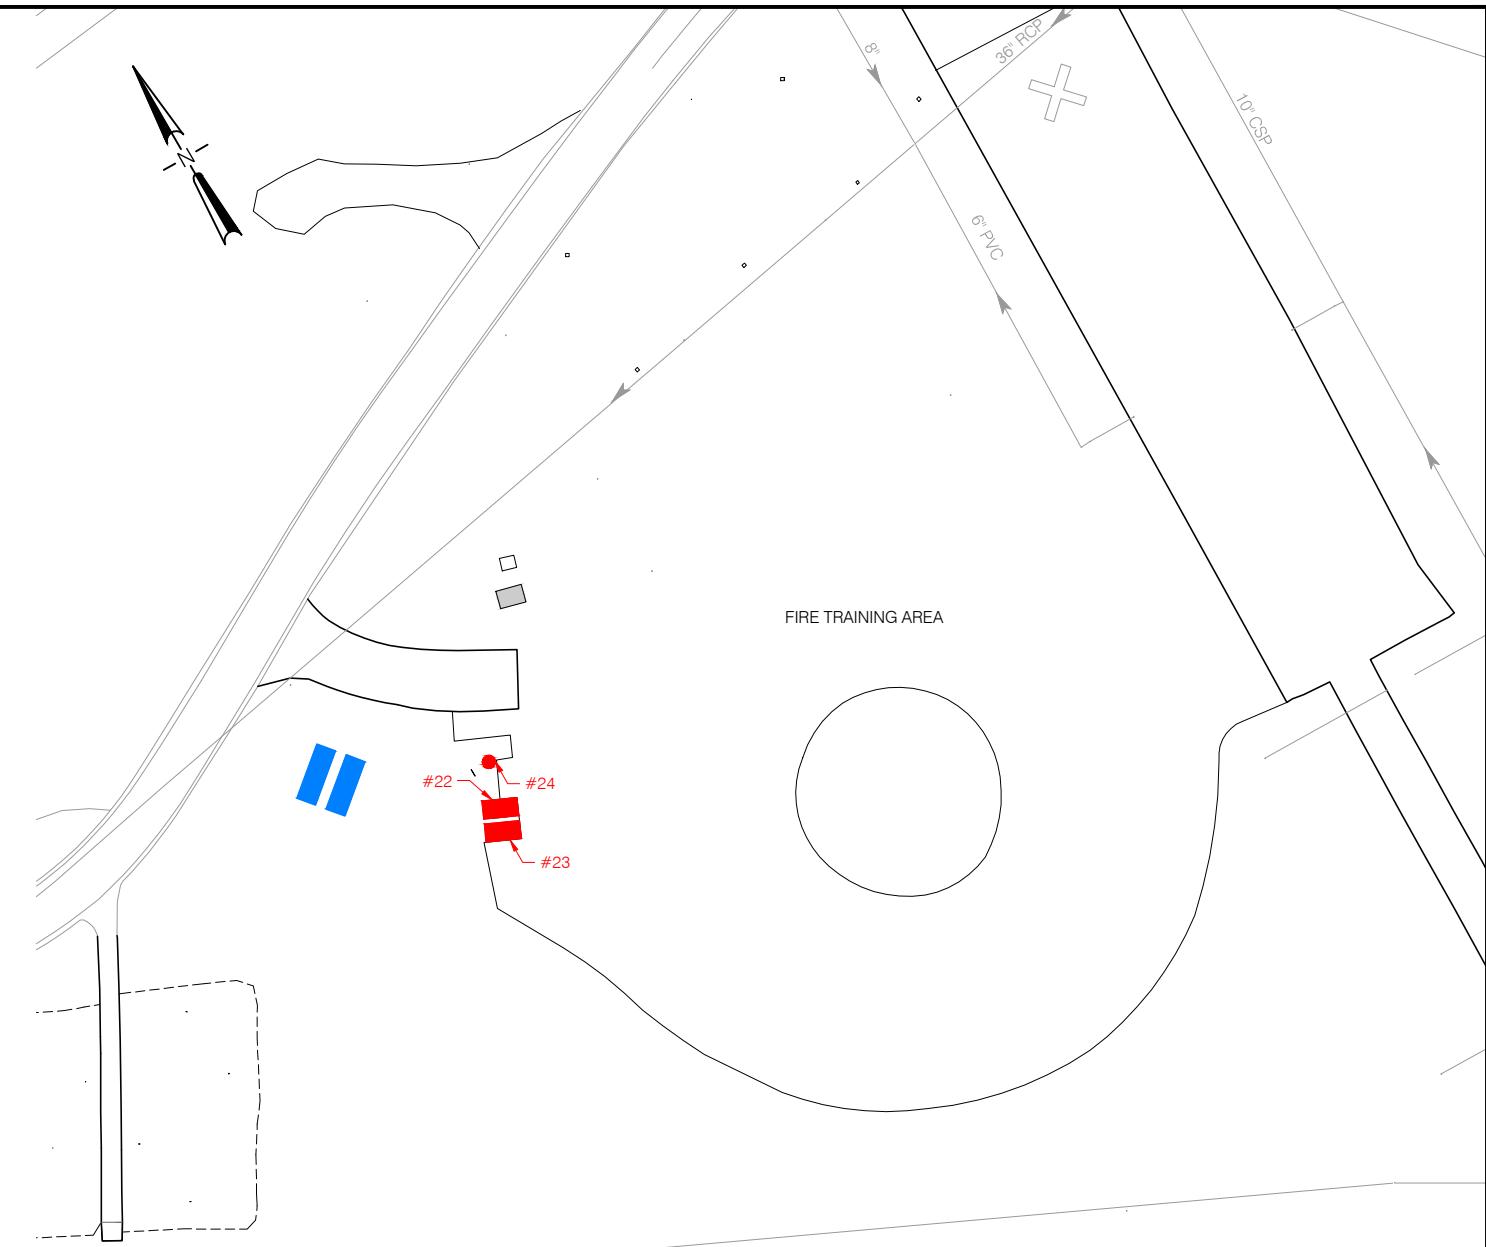 36" RCP
8"
10" CSP
N
6" PVC
FIRE TRAINING AREA
#22
#24
#23